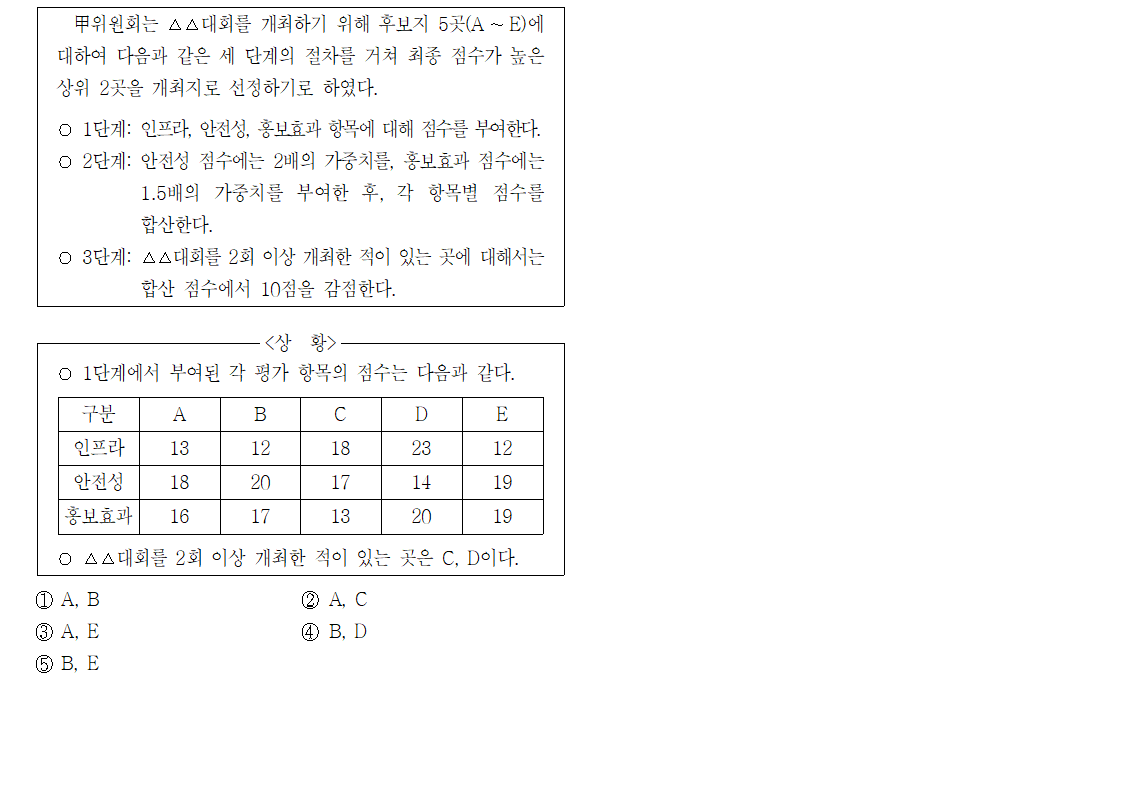 甲위원회는 △△대회를 개최하기 위해 후보지 5곳(A ~ E)에
대하여 다음과 같은 세 단계의 절차를 거쳐 최종 점수가 높은
상위 2곳을 개최지로 선정하기로 하였다.
○ 1단계: 인프라, 안전성, 홍보효과 항목에 대해 점수를 부여한다.
○ 2단계: 안전성 점수에는 2배의 가중치를, 홍보효과 점수에는
1.5배의 가중치를 부여한 후, 각 항목별 점수를
합산한다.
○ 3단계: △△대회를 2회 이상 개최한 적이 있는 곳에 대해서는
합산 점수에서 10점을 감점한다.
<상 황>
○ 1단계에서 부여된 각 평가 항목의 점수는 다음과 같다.
구분 A B C D E
인프라 13 12 18 23 12
안전성 18 20 17 14 19
홍보효과 16 17 13 20 19
○ △△대회를 2회 이상 개최한 적이 있는 곳은 C, D이다.
① A, B ② A, C
③ A, E ④ B, D
⑤ B, E